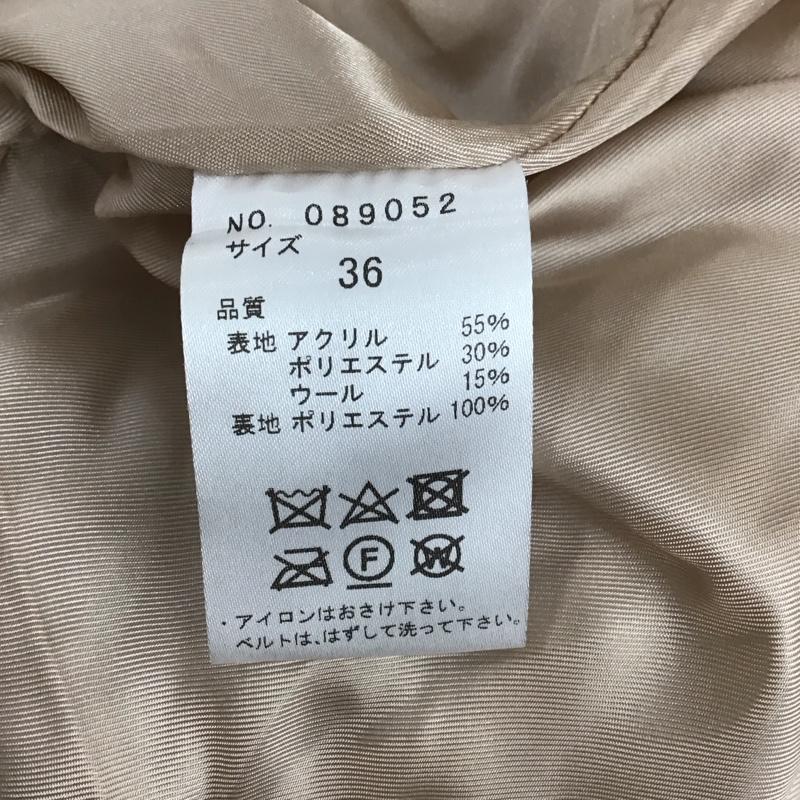 NO. 089052
サイズ
36
品質
表地 アクリル 55%
ポリエステル 30%
ウール 15%
裏地 ポリエステル 100%
F
W
・アイロンはおさけ下さい。
ベルトは、はずして洗って下さい。